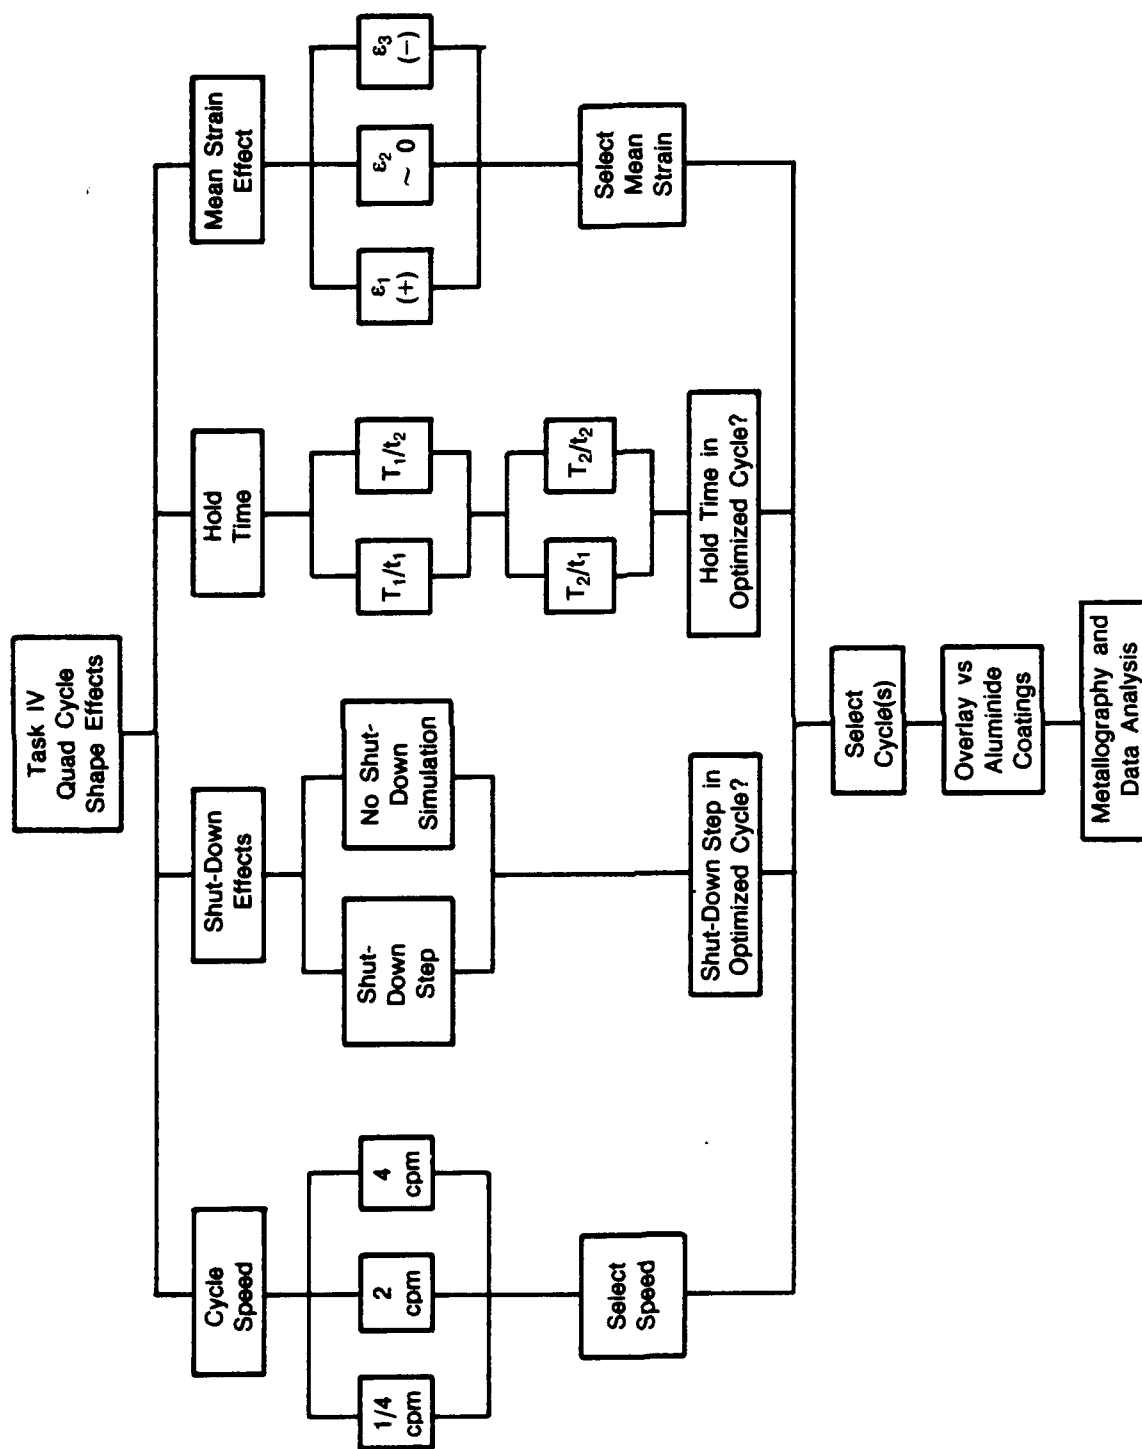 Task IV
Quad Cycle
Shape Effects
Cycle
Speed
Shut-Down
Effects
Hold
Time
Mean Strain
Effect
1/4
cpm
2
cpm
4
cpm
Shut-
Down
Step
No Shut-
Down
Simulation
T₁/t₁
T₁/t₂
ε₁
(+)
ε₂
~ 0
ε₃
(−)
T₂/t₁
T₂/t₂
Select
Speed
Select
Mean
Strain
Shut-Down Step in
Optimized Cycle?
Hold Time in
Optimized Cycle?
Select
Cycle(s)
Overlay vs
Aluminide
Coatings
Metallography and
Data Analysis